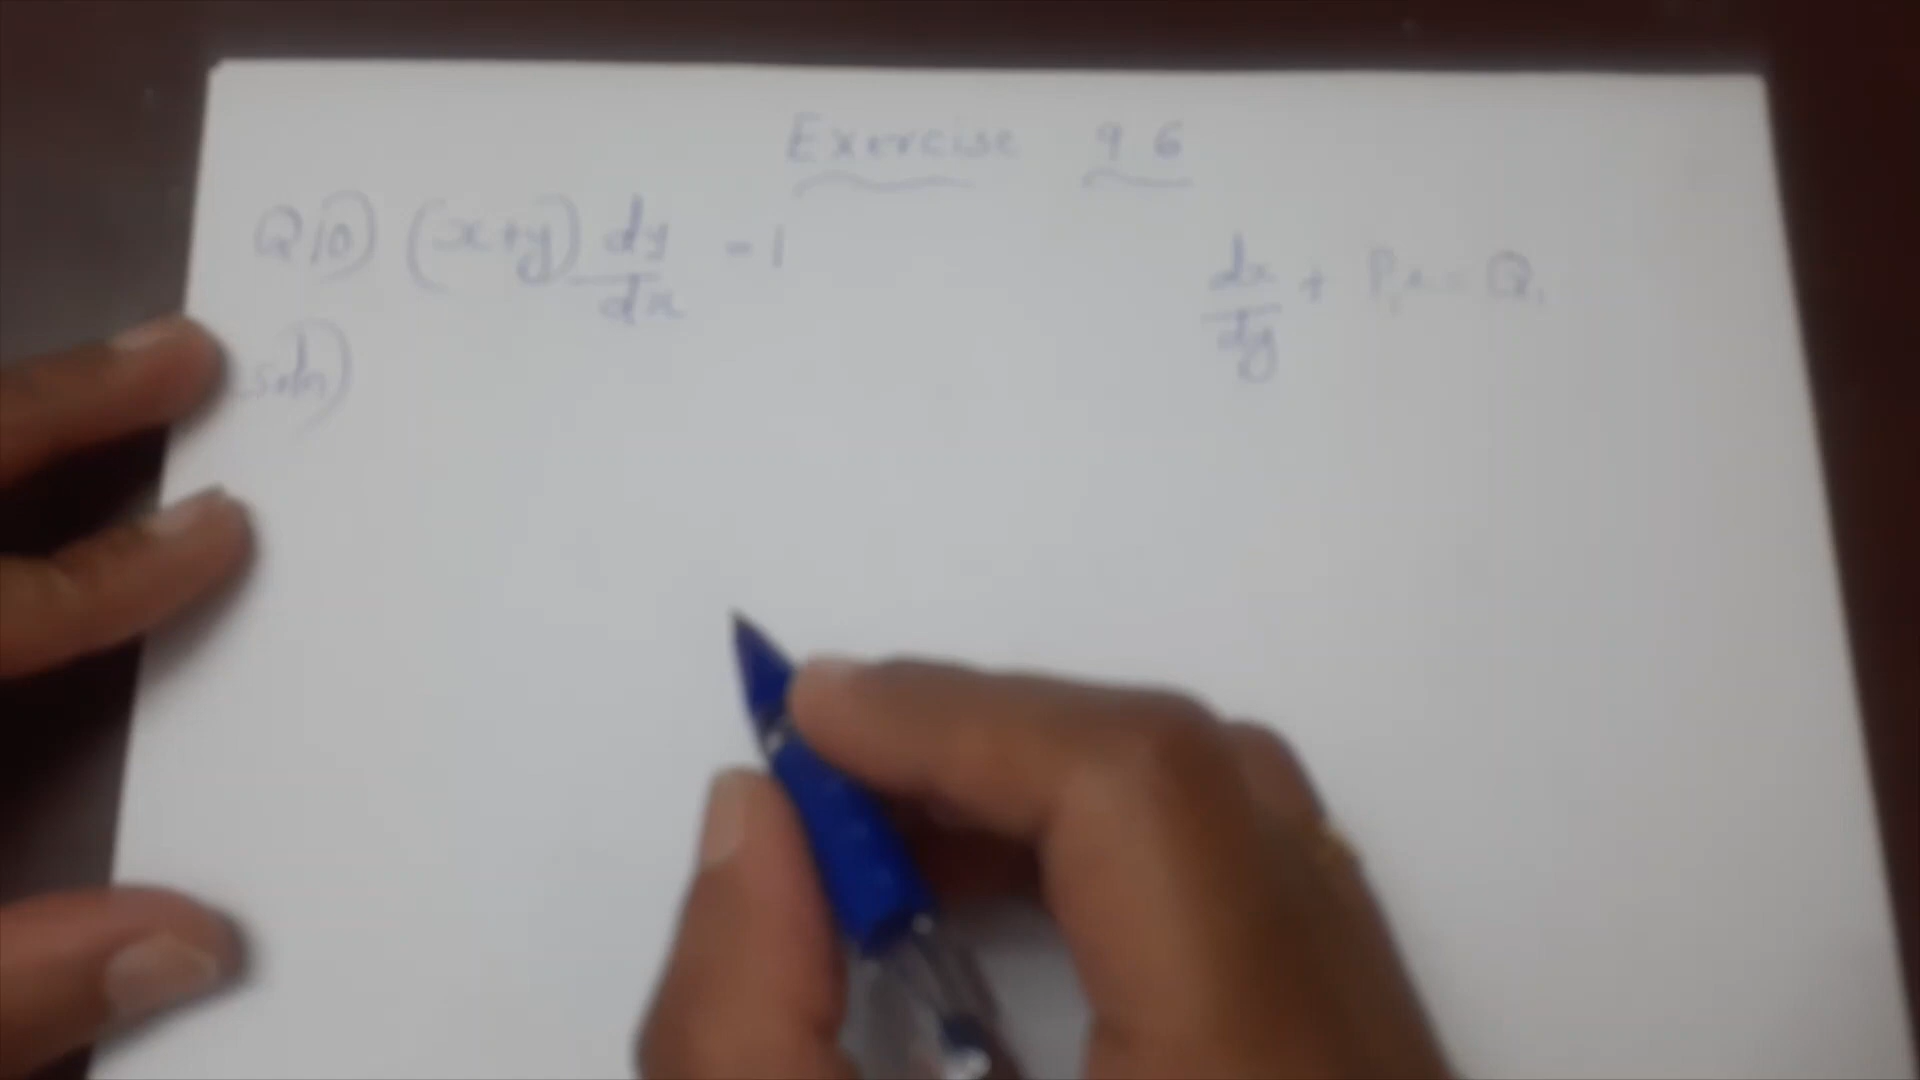 Exercise 9.6
Q10) (x+y) dy/dx = 1
dx/dy + P₁x = Q₁
soln)